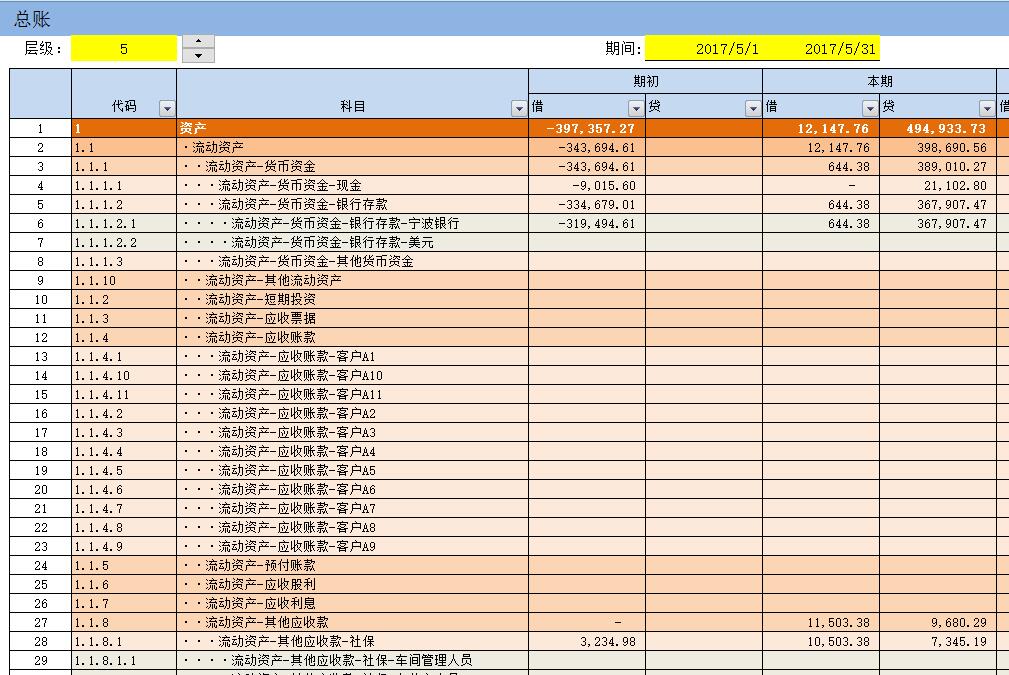 总账
层级： 5 期间: 2017/5/1 2017/5/31
期初 本期
代码 科目 借 贷 借 贷 借
1 1 资产 -397,357.27 12,147.76 494,933.73
2 1.1 ·流动资产 -343,694.61 12,147.76 398,690.56
3 1.1.1 ··流动资产-货币资金 -343,694.61 644.38 389,010.27
4 1.1.1.1 ···流动资产-货币资金-现金 -9,015.60 - 21,102.80
5 1.1.1.2 ···流动资产-货币资金-银行存款 -334,679.01 644.38 367,907.47
6 1.1.1.2.1 ····流动资产-货币资金-银行存款-宁波银行 -319,494.61 644.38 367,907.47
7 1.1.1.2.2 ····流动资产-货币资金-银行存款-美元
8 1.1.1.3 ···流动资产-货币资金-其他货币资金
9 1.1.10 ··流动资产-其他流动资产
10 1.1.2 ··流动资产-短期投资
11 1.1.3 ··流动资产-应收票据
12 1.1.4 ··流动资产-应收账款
13 1.1.4.1 ···流动资产-应收账款-客户A1
14 1.1.4.10 ···流动资产-应收账款-客户A10
15 1.1.4.11 ···流动资产-应收账款-客户A11
16 1.1.4.2 ···流动资产-应收账款-客户A2
17 1.1.4.3 ···流动资产-应收账款-客户A3
18 1.1.4.4 ···流动资产-应收账款-客户A4
19 1.1.4.5 ···流动资产-应收账款-客户A5
20 1.1.4.6 ···流动资产-应收账款-客户A6
21 1.1.4.7 ···流动资产-应收账款-客户A7
22 1.1.4.8 ···流动资产-应收账款-客户A8
23 1.1.4.9 ···流动资产-应收账款-客户A9
24 1.1.5 ··流动资产-预付账款
25 1.1.6 ··流动资产-应收股利
26 1.1.7 ··流动资产-应收利息
27 1.1.8 ··流动资产-其他应收款 - 11,503.38 9,680.29
28 1.1.8.1 ···流动资产-其他应收款-社保 3,234.98 10,503.38 7,345.19
29 1.1.8.1.1 ····流动资产-其他应收款-社保-车间管理人员